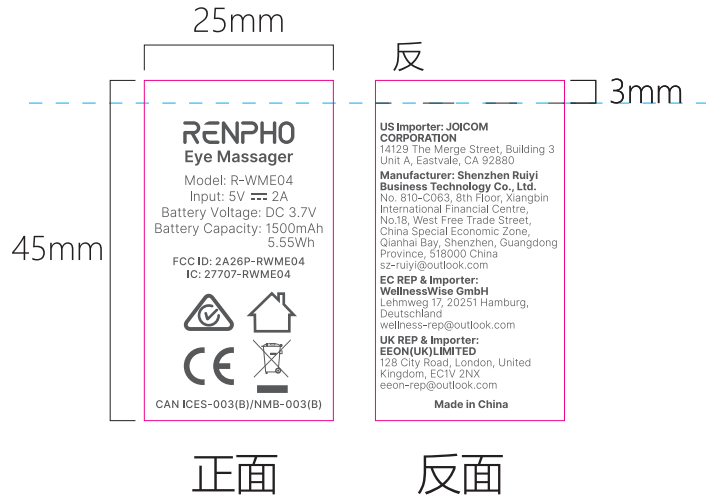 25mm
反
3mm
45mm
RENPHO
Eye Massager
Model: R-WME04
Input: 5V ⎓ 2A
Battery Voltage: DC 3.7V
Battery Capacity: 1500mAh
5.55Wh
FCC ID: 2A26P-RWME04
IC: 27707-RWME04
CE
CAN ICES-003(B)/NMB-003(B)
正面
US Importer: JOICOM
CORPORATION
14129 The Merge Street, Building 3
Unit A, Eastvale, CA 92880
Manufacturer: Shenzhen Ruiyi
Business Technology Co., Ltd.
No. 810-C063, 8th Floor, Xiangbin
International Financial Centre,
No.18, West Free Trade Street,
China Special Economic Zone,
Qianhai Bay, Shenzhen, Guangdong
Province, 518000 China
sz-ruiyi@outlook.com
EC REP & Importer:
WellnessWise GmbH
Lehmweg 17, 20251 Hamburg,
Deutschland
wellness-rep@outlook.com
UK REP & Importer:
EEON(UK)LIMITED
128 City Road, London, United
Kingdom, EC1V 2NX
eeon-rep@outlook.com
Made in China
反面